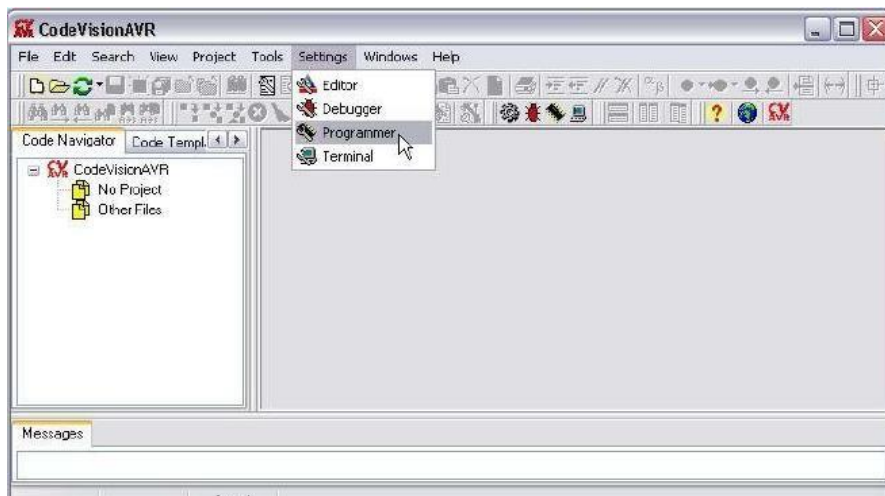 CodeVisionAVR
File Edit Search View Project Tools Settings Windows Help
Editor
Debugger
Programmer
Terminal
Code Navigator Code Templ.
CodeVisionAVR
No Project
Other Files
Messages